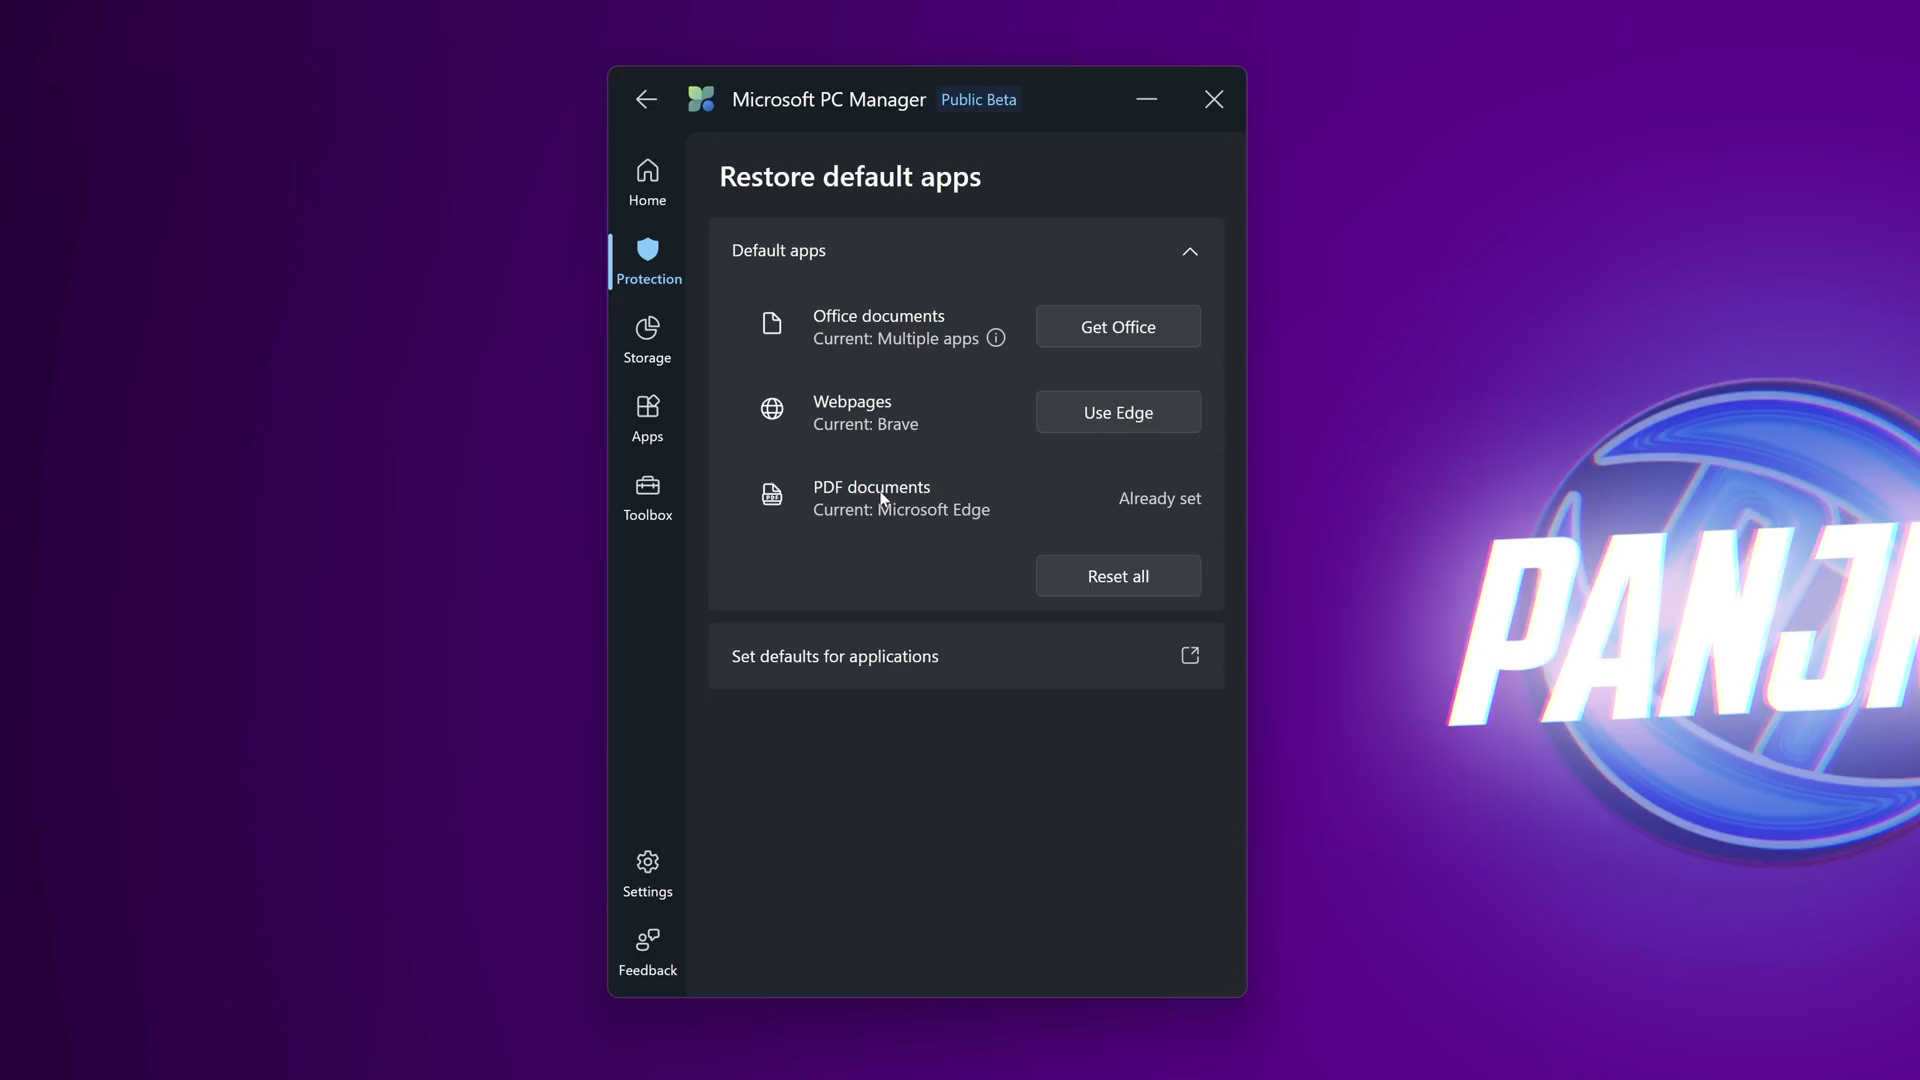 Microsoft PC Manager Public Beta
Home
Protection
Storage
Apps
Toolbox
Settings
Feedback
Restore default apps
Default apps
Office documents
Current: Multiple apps
Get Office
Webpages
Current: Brave
Use Edge
PDF
PDF documents
Current: Microsoft Edge
Already set
Reset all
Set defaults for applications